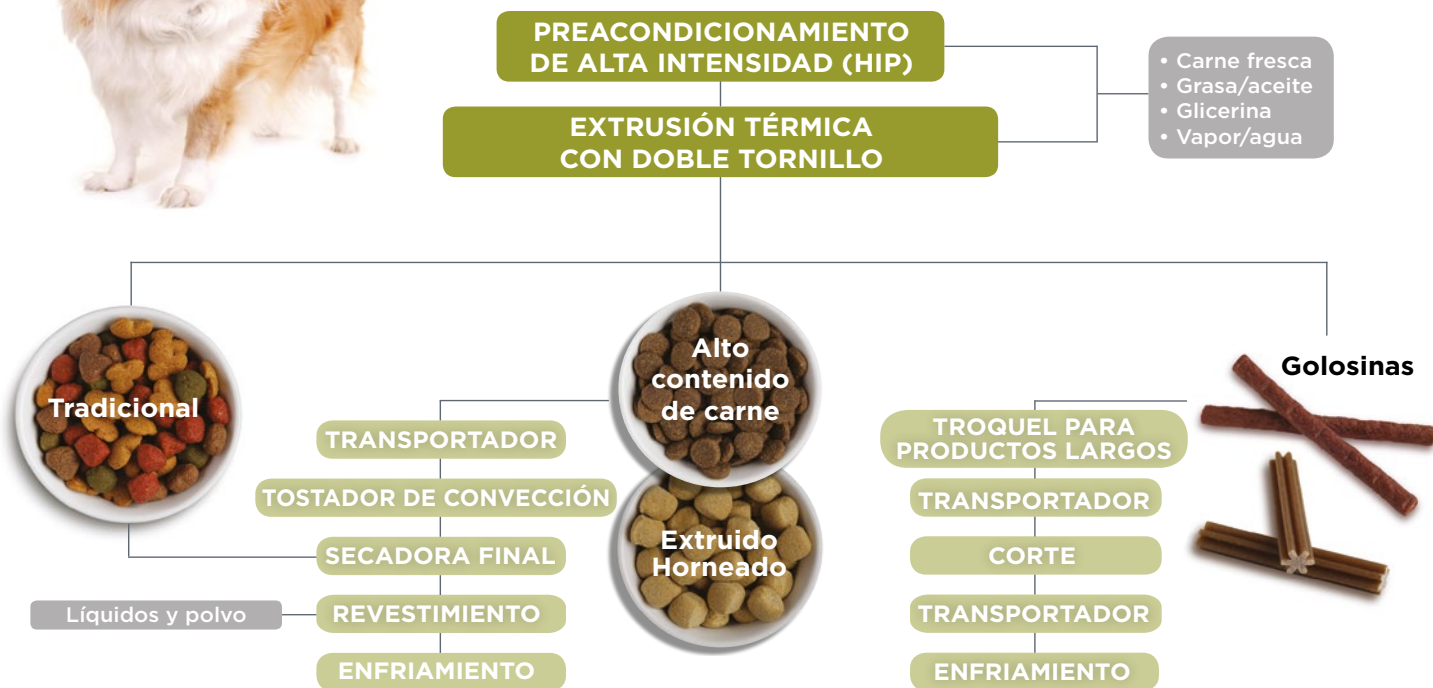 PREACONDICIONAMIENTO
DE ALTA INTENSIDAD (HIP)
• Carne fresca
• Grasa/aceite
• Glicerina
• Vapor/agua
EXTRUSIÓN TÉRMICA
CON DOBLE TORNILLO
Tradicional
Alto
contenido
de carne
Extruido
Horneado
Golosinas
TRANSPORTADOR
TOSTADOR DE CONVECCIÓN
SECADORA FINAL
Líquidos y polvo
REVESTIMIENTO
ENFRIAMIENTO
TROQUEL PARA
PRODUCTOS LARGOS
TRANSPORTADOR
CORTE
TRANSPORTADOR
ENFRIAMIENTO